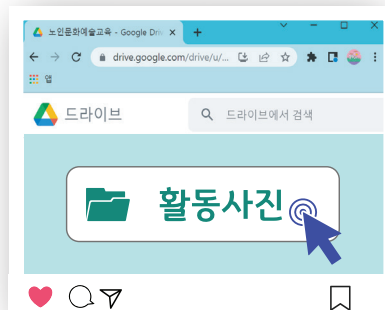 노인문화예술교육 - Google Dri
drive.google.com/drive/u/...
앱
드라이브
드라이브에서 검색
활동사진